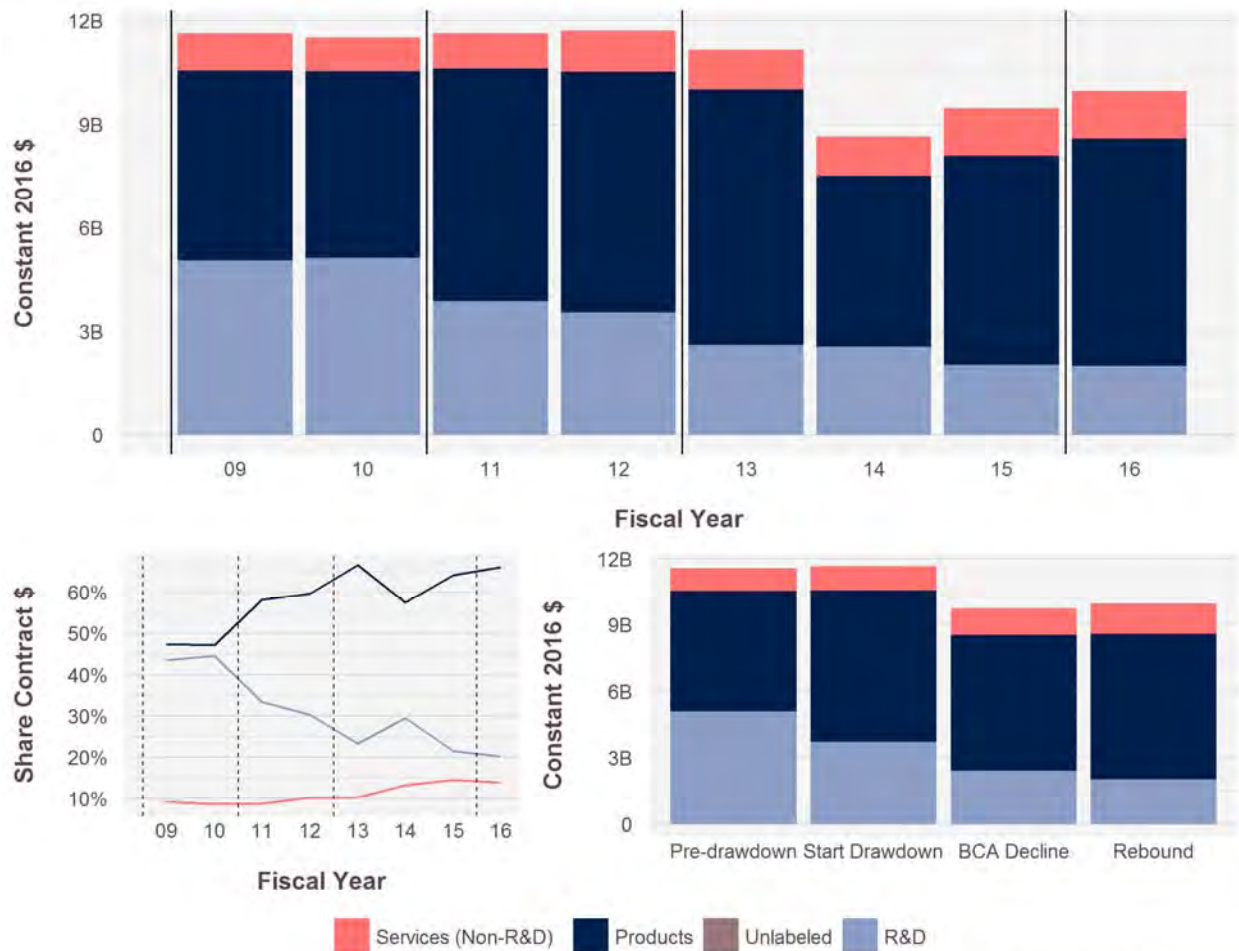 12B
9B
6B
3B
0
Constant 2016 $
09 10 11 12 13 14 15 16
Fiscal Year
60%
50%
40%
30%
20%
10%
Share Contract $
09 10 11 12 13 14 15 16
Fiscal Year
12B
9B
6B
3B
0
Constant 2016 $
Pre-drawdown Start Drawdown BCA Decline Rebound
Services (Non-R&D) Products Unlabeled R&D